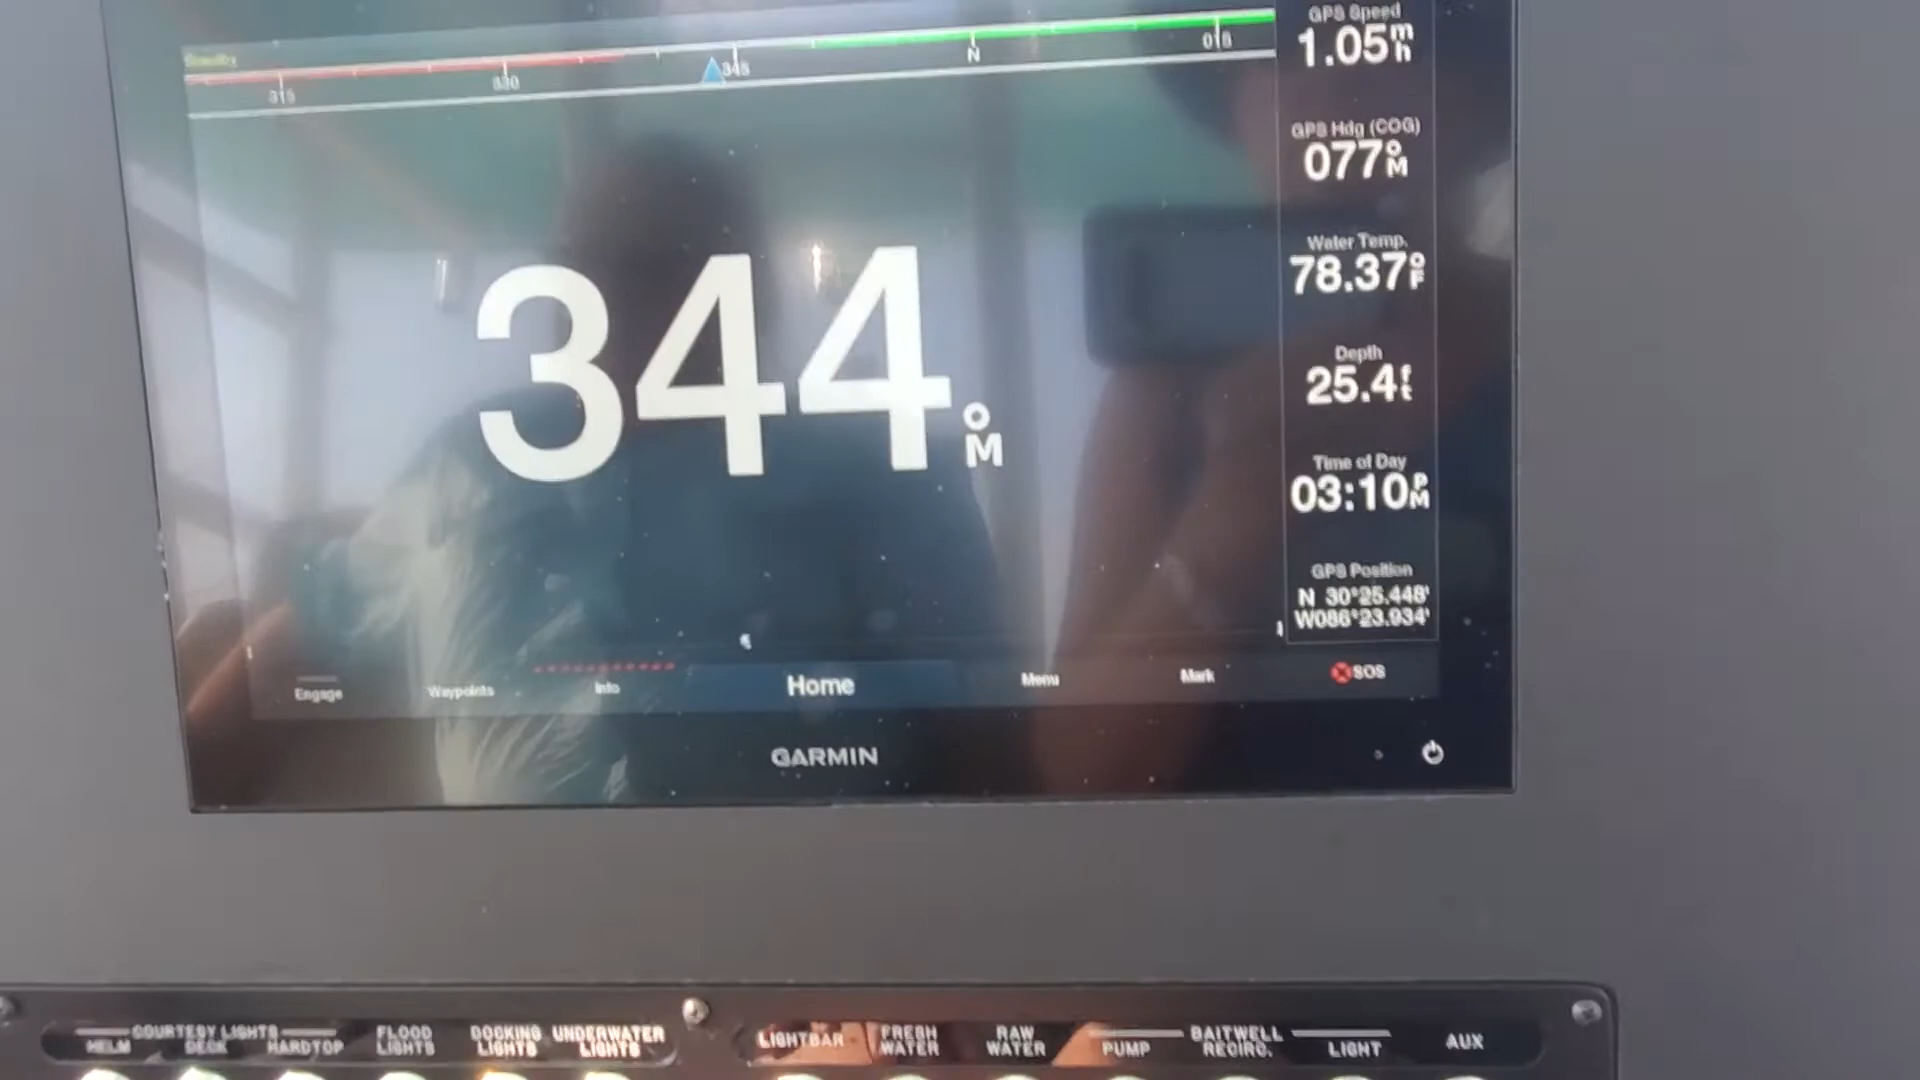 Standby
315 330 345 N 015
344°M
GPS Speed
1.05mh
GPS Hdg (COG)
077°M
Water Temp.
78.37°F
Depth
25.4ft
Time of Day
03:10PM
GPS Position
N 30°25.448'
W086°23.934'
Engage Waypoints Info Home Menu Mark SOS
GARMIN
COURTESY LIGHTS
HELM DECK HARDTOP
FLOOD
LIGHTS
DOCKING
LIGHTS
UNDERWATER
LIGHTS
LIGHTBAR
FRESH
WATER
RAW
WATER
BAITWELL
PUMP RECIRC. LIGHT
AUX